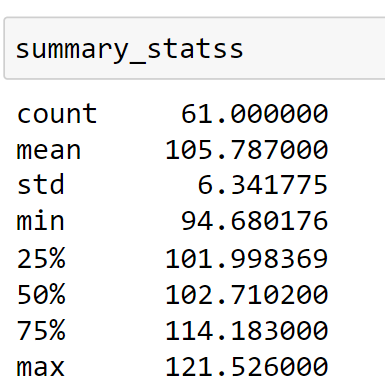 summary_statss
count 61.000000
mean 105.787000
std 6.341775
min 94.680176
25% 101.998369
50% 102.710200
75% 114.183000
max 121.526000